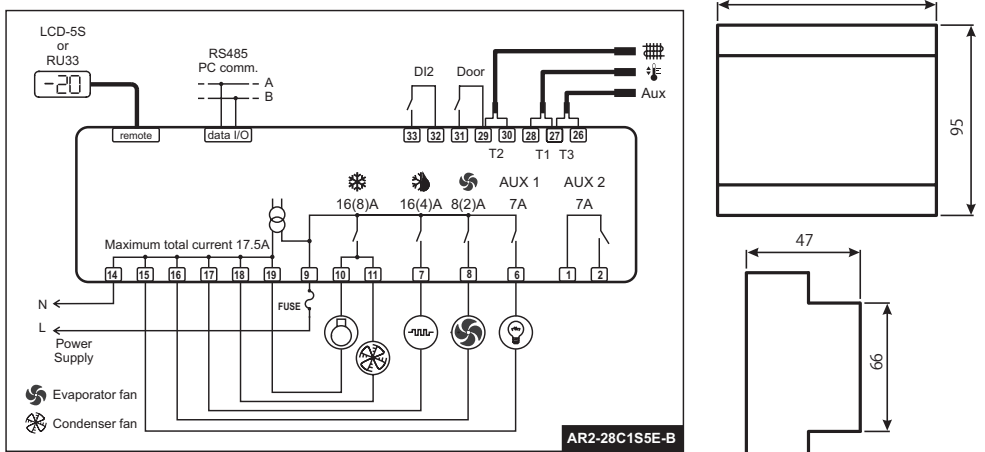 LCD-5S
or
RU33
-20
RS485
PC comm.
A
B
DI2 Door
Aux
remote data I/O 33 32 31 29 30 28 27 26
T2 T1 T3
AUX 1 AUX 2
16(8)A 16(4)A 8(2)A 7A 7A
Maximum total current 17.5A
14 15 16 17 18 19 9 10 11 7 8 6 1 2
N
FUSE
L
Power
Supply
Evaporator fan
Condenser fan
AR2-28C1S5E-B
95
47
66